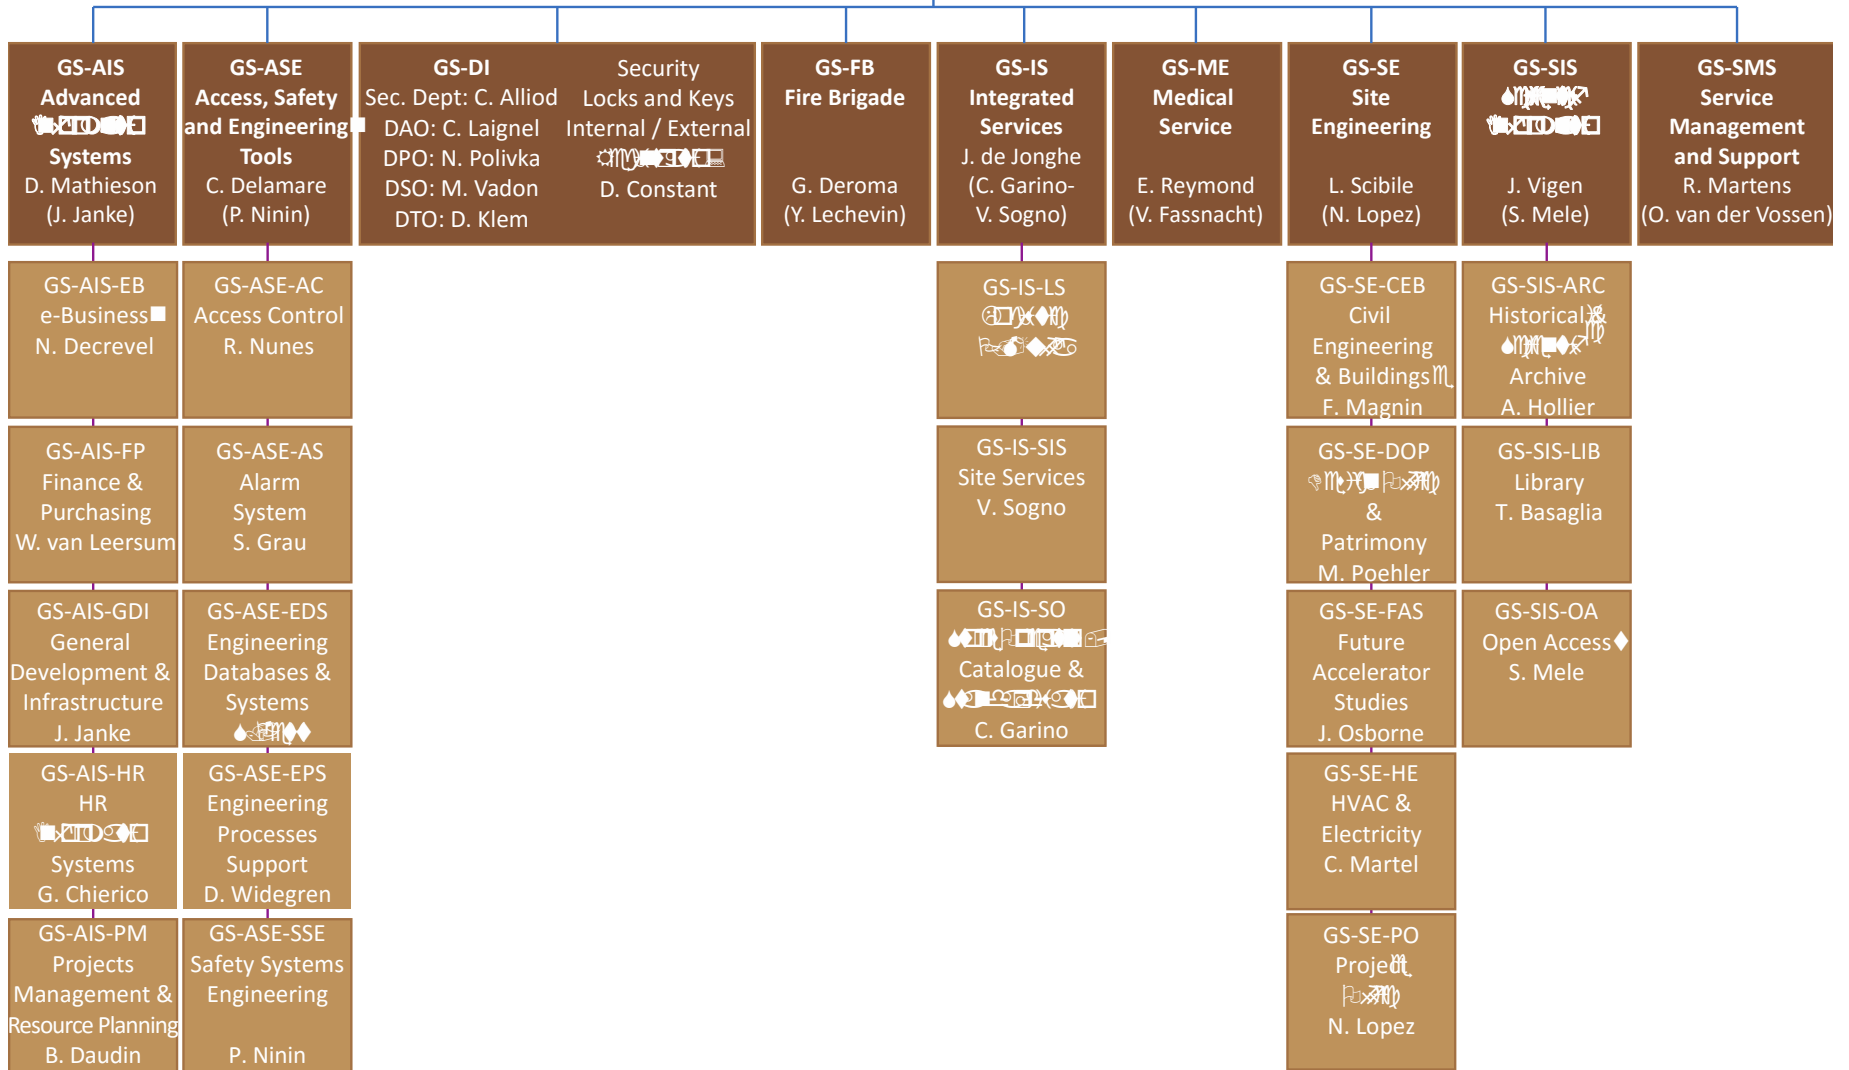 GS-AIS
Advanced
Systems
D. Mathieson
(J. Janke)
GS-ASE
Access, Safety
and Engineering
Tools
C. Delamare
(P. Ninin)
GS-DI
Sec. Dept: C. Alliod
DAO: C. Laignel
DPO: N. Polivka
DSO: M. Vadon
DTO: D. Klem
Security
Locks and Keys
Internal / External
D. Constant
GS-FB
Fire Brigade
G. Deroma
(Y. Lechevin)
GS-IS
Integrated
Services
J. de Jonghe
(C. Garino-
V. Sogno)
GS-ME
Medical
Service
E. Reymond
(V. Fassnacht)
GS-SE
Site
Engineering
L. Scibile
(N. Lopez)
GS-SIS
J. Vigen
(S. Mele)
GS-SMS
Service
Management
and Support
R. Martens
(O. van der Vossen)
GS-AIS-EB
e-Business
N. Decrevel
GS-AIS-FP
Finance &
Purchasing
W. van Leersum
GS-AIS-GDI
General
Development &
Infrastructure
J. Janke
GS-AIS-HR
HR
Systems
G. Chierico
GS-AIS-PM
Projects
Management &
Resource Planning
B. Daudin
GS-ASE-AC
Access Control
R. Nunes
GS-ASE-AS
Alarm
System
S. Grau
GS-ASE-EDS
Engineering
Databases &
Systems
GS-ASE-EPS
Engineering
Processes
Support
D. Widegren
GS-ASE-SSE
Safety Systems
Engineering
P. Ninin
GS-IS-LS
GS-IS-SIS
Site Services
V. Sogno
GS-IS-SO
Catalogue &
C. Garino
GS-SE-CEB
Civil
Engineering
& Buildings
F. Magnin
GS-SE-DOP
&
Patrimony
M. Poehler
GS-SE-FAS
Future
Accelerator
Studies
J. Osborne
GS-SE-HE
HVAC &
Electricity
C. Martel
GS-SE-PO
Project
N. Lopez
GS-SIS-ARC
Historical &
Archive
A. Hollier
GS-SIS-LIB
Library
T. Basaglia
GS-SIS-OA
Open Access
S. Mele